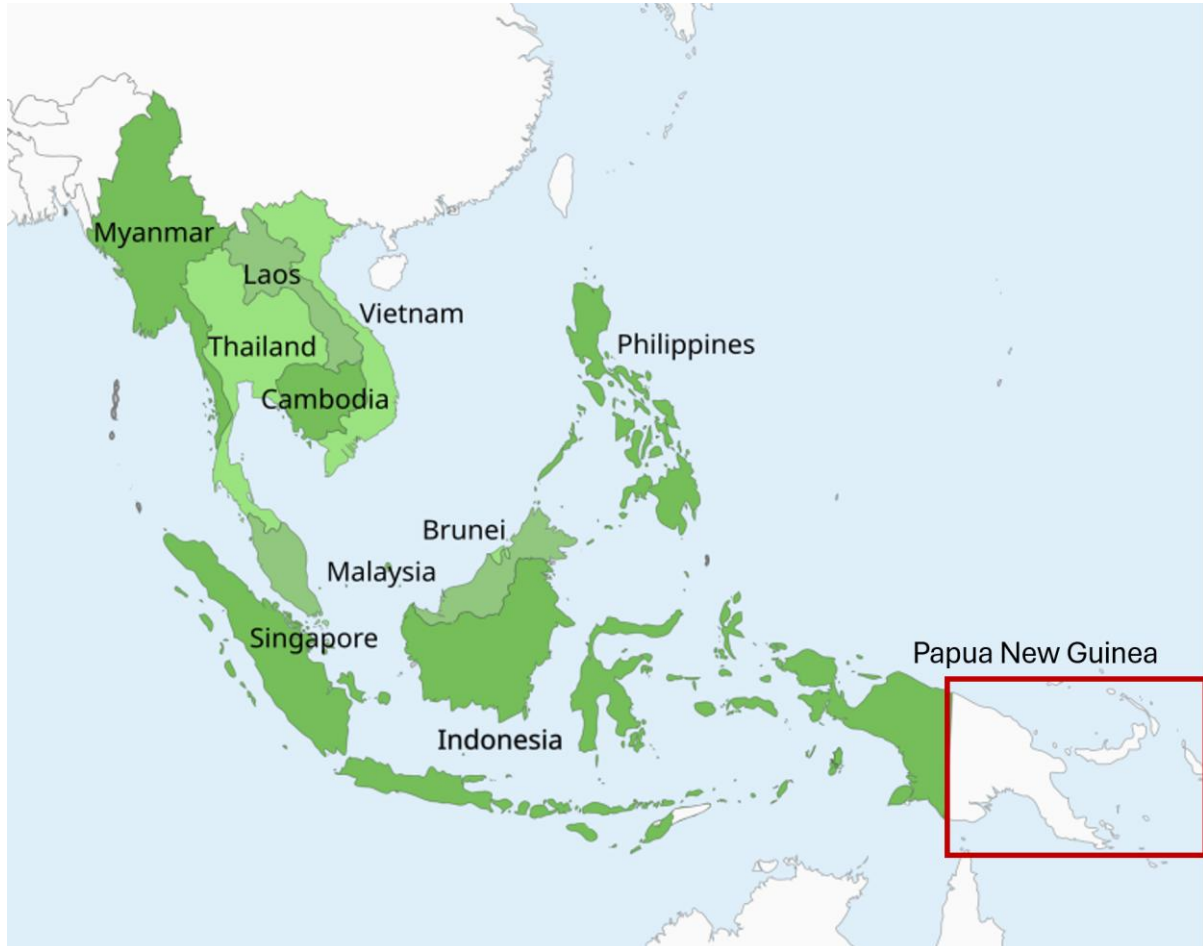 Myanmar
Laos
Vietnam
Thailand
Philippines
Cambodia
Brunei
Malaysia
Singapore
Papua New Guinea
Indonesia